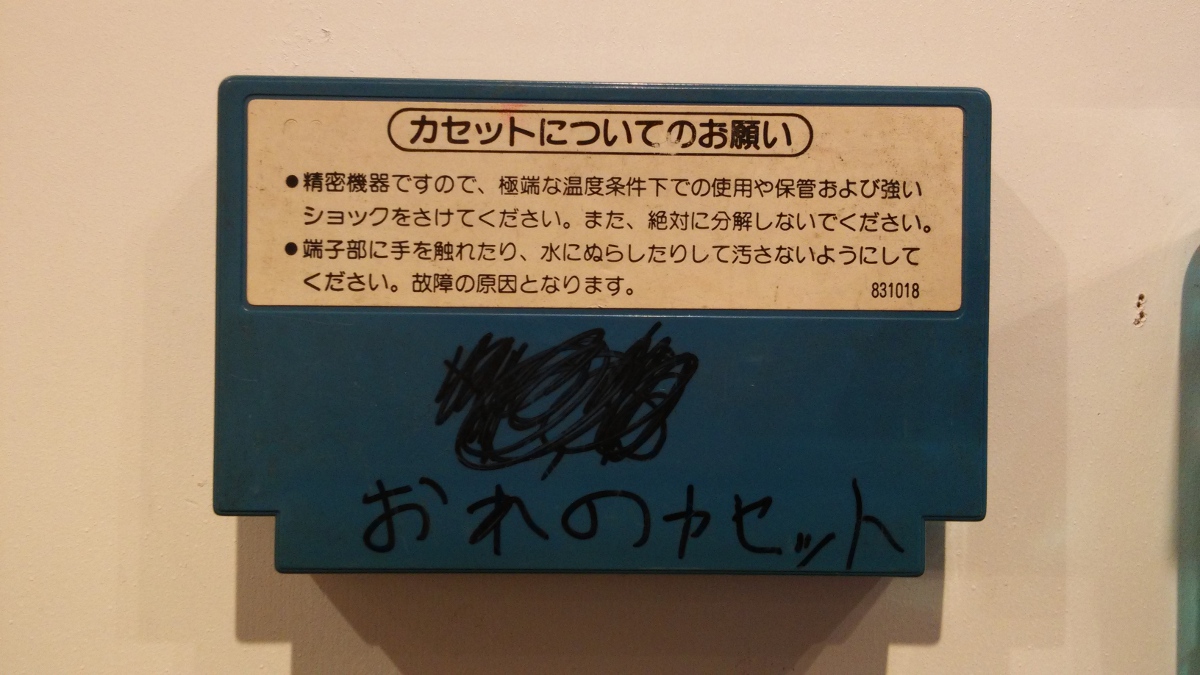 カセットについてのお願い
●精密機器ですので、極端な温度条件下での使用や保管および強い
ショックをさけてください。また、絶対に分解しないでください。
●端子部に手を触れたり、水にぬらしたりして汚さないようにして
ください。故障の原因となります。
831018
おれのカセット